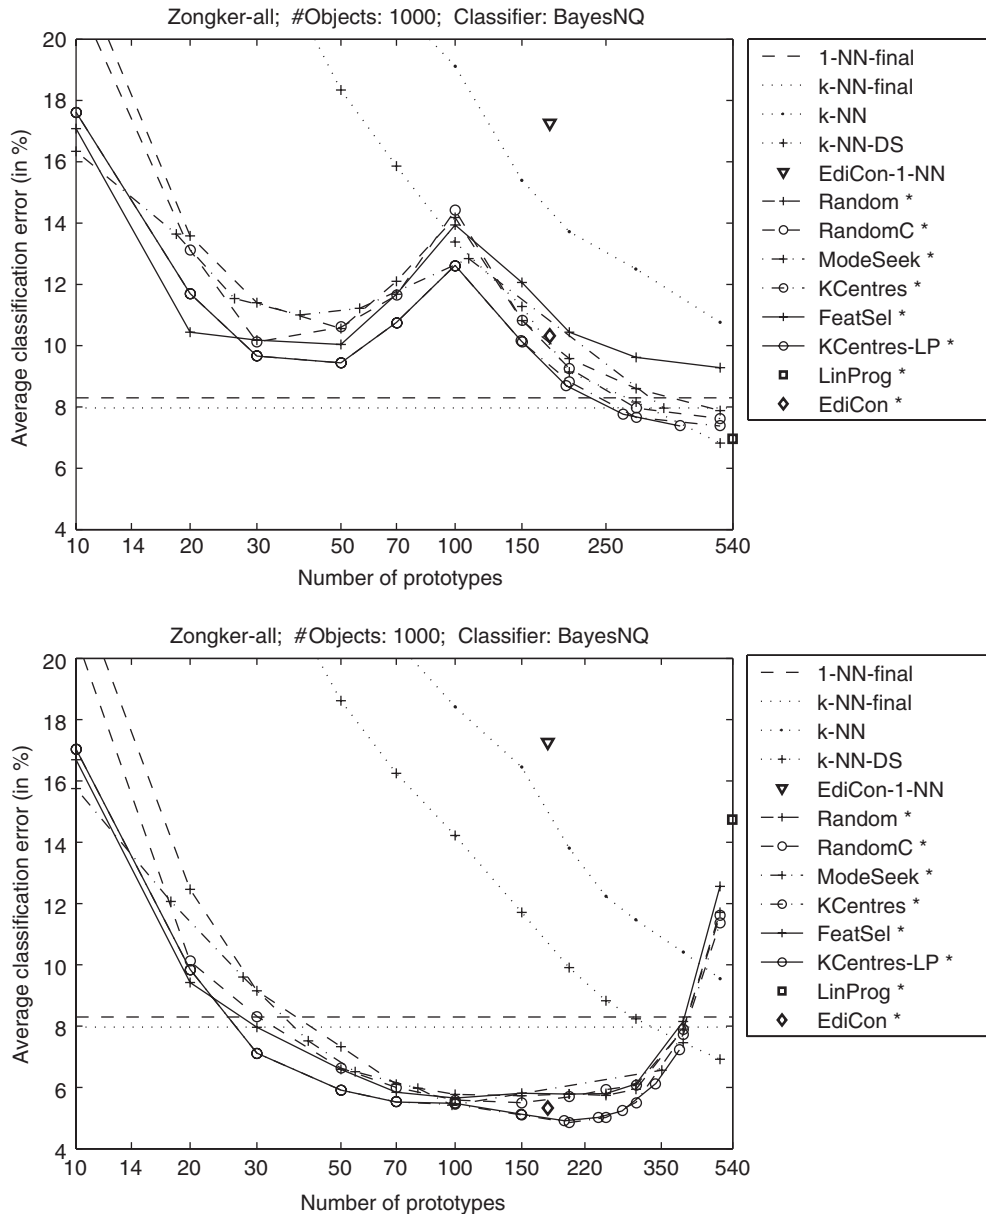 Zongker-all; #Objects: 1000; Classifier: BayesNQ
20
18
16
14
12
10
8
6
4
Average classification error (in %)
10 14 20 30 50 70 100 150 250 540
Number of prototypes
1-NN-final
k-NN-final
k-NN
k-NN-DS
EdiCon-1-NN
Random *
RandomC *
ModeSeek *
KCentres *
FeatSel *
KCentres-LP *
LinProg *
EdiCon *
Zongker-all; #Objects: 1000; Classifier: BayesNQ
20
18
16
14
12
10
8
6
4
Average classification error (in %)
10 14 20 30 50 70 100 150 220 350 540
Number of prototypes
1-NN-final
k-NN-final
k-NN
k-NN-DS
EdiCon-1-NN
Random *
RandomC *
ModeSeek *
KCentres *
FeatSel *
KCentres-LP *
LinProg *
EdiCon *